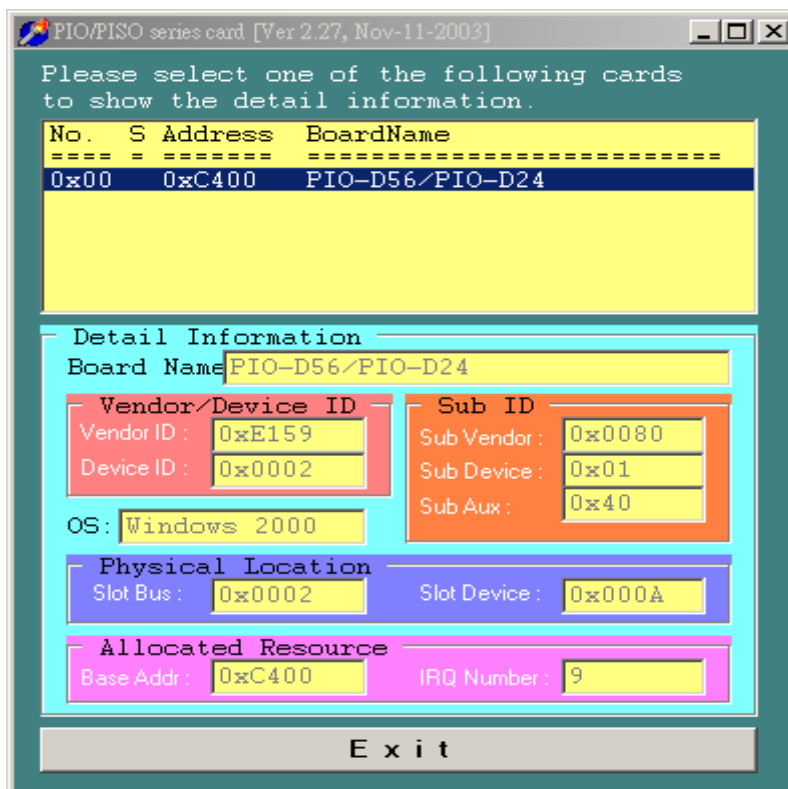 PIO/PISO series card [Ver 2.27, Nov-11-2003]
Please select one of the following cards
to show the detail information.
No. S Address BoardName
==== = ======= ==========================
0x00 0xC400 PIO-D56/PIO-D24
Detail Information
Board Name PIO-D56/PIO-D24
Vendor/Device ID
Vendor ID : 0xE159
Device ID : 0x0002
Sub ID
Sub Vendor : 0x0080
Sub Device : 0x01
Sub Aux : 0x40
OS: Windows 2000
Physical Location
Slot Bus : 0x0002 Slot Device : 0x000A
Allocated Resource
Base Addr : 0xC400 IRQ Number : 9
E x i t